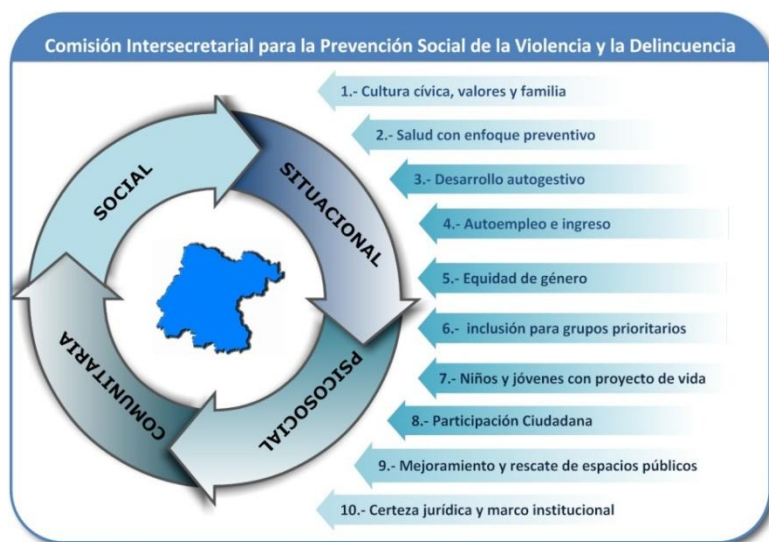 Comisión Intersecretarial para la Prevención Social de la Violencia y la Delincuencia
SOCIAL
SITUACIONAL
PSICOSOCIAL
COMUNITARIA
1.- Cultura cívica, valores y familia
2.- Salud con enfoque preventivo
3.- Desarrollo autogestivo
4.- Autoempleo e ingreso
5.- Equidad de género
6.- inclusión para grupos prioritarios
7.- Niños y jóvenes con proyecto de vida
8.- Participación Ciudadana
9.- Mejoramiento y rescate de espacios públicos
10.- Certeza jurídica y marco institucional